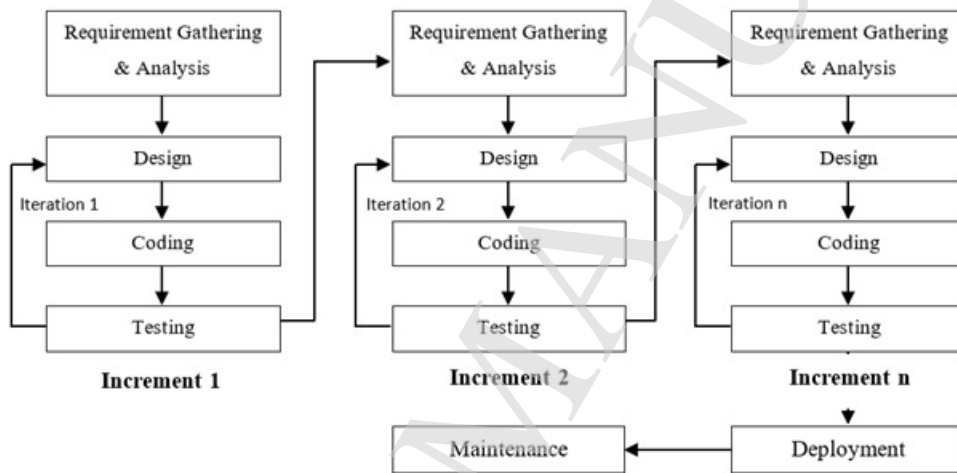 Requirement Gathering
& Analysis
Requirement Gathering
& Analysis
Requirement Gathering
& Analysis
Design
Design
Design
Iteration 1
Iteration 2
Iteration n
Coding
Coding
Coding
Testing
Testing
Testing
Increment 1
Increment 2
Increment n
Maintenance
Deployment
MANU